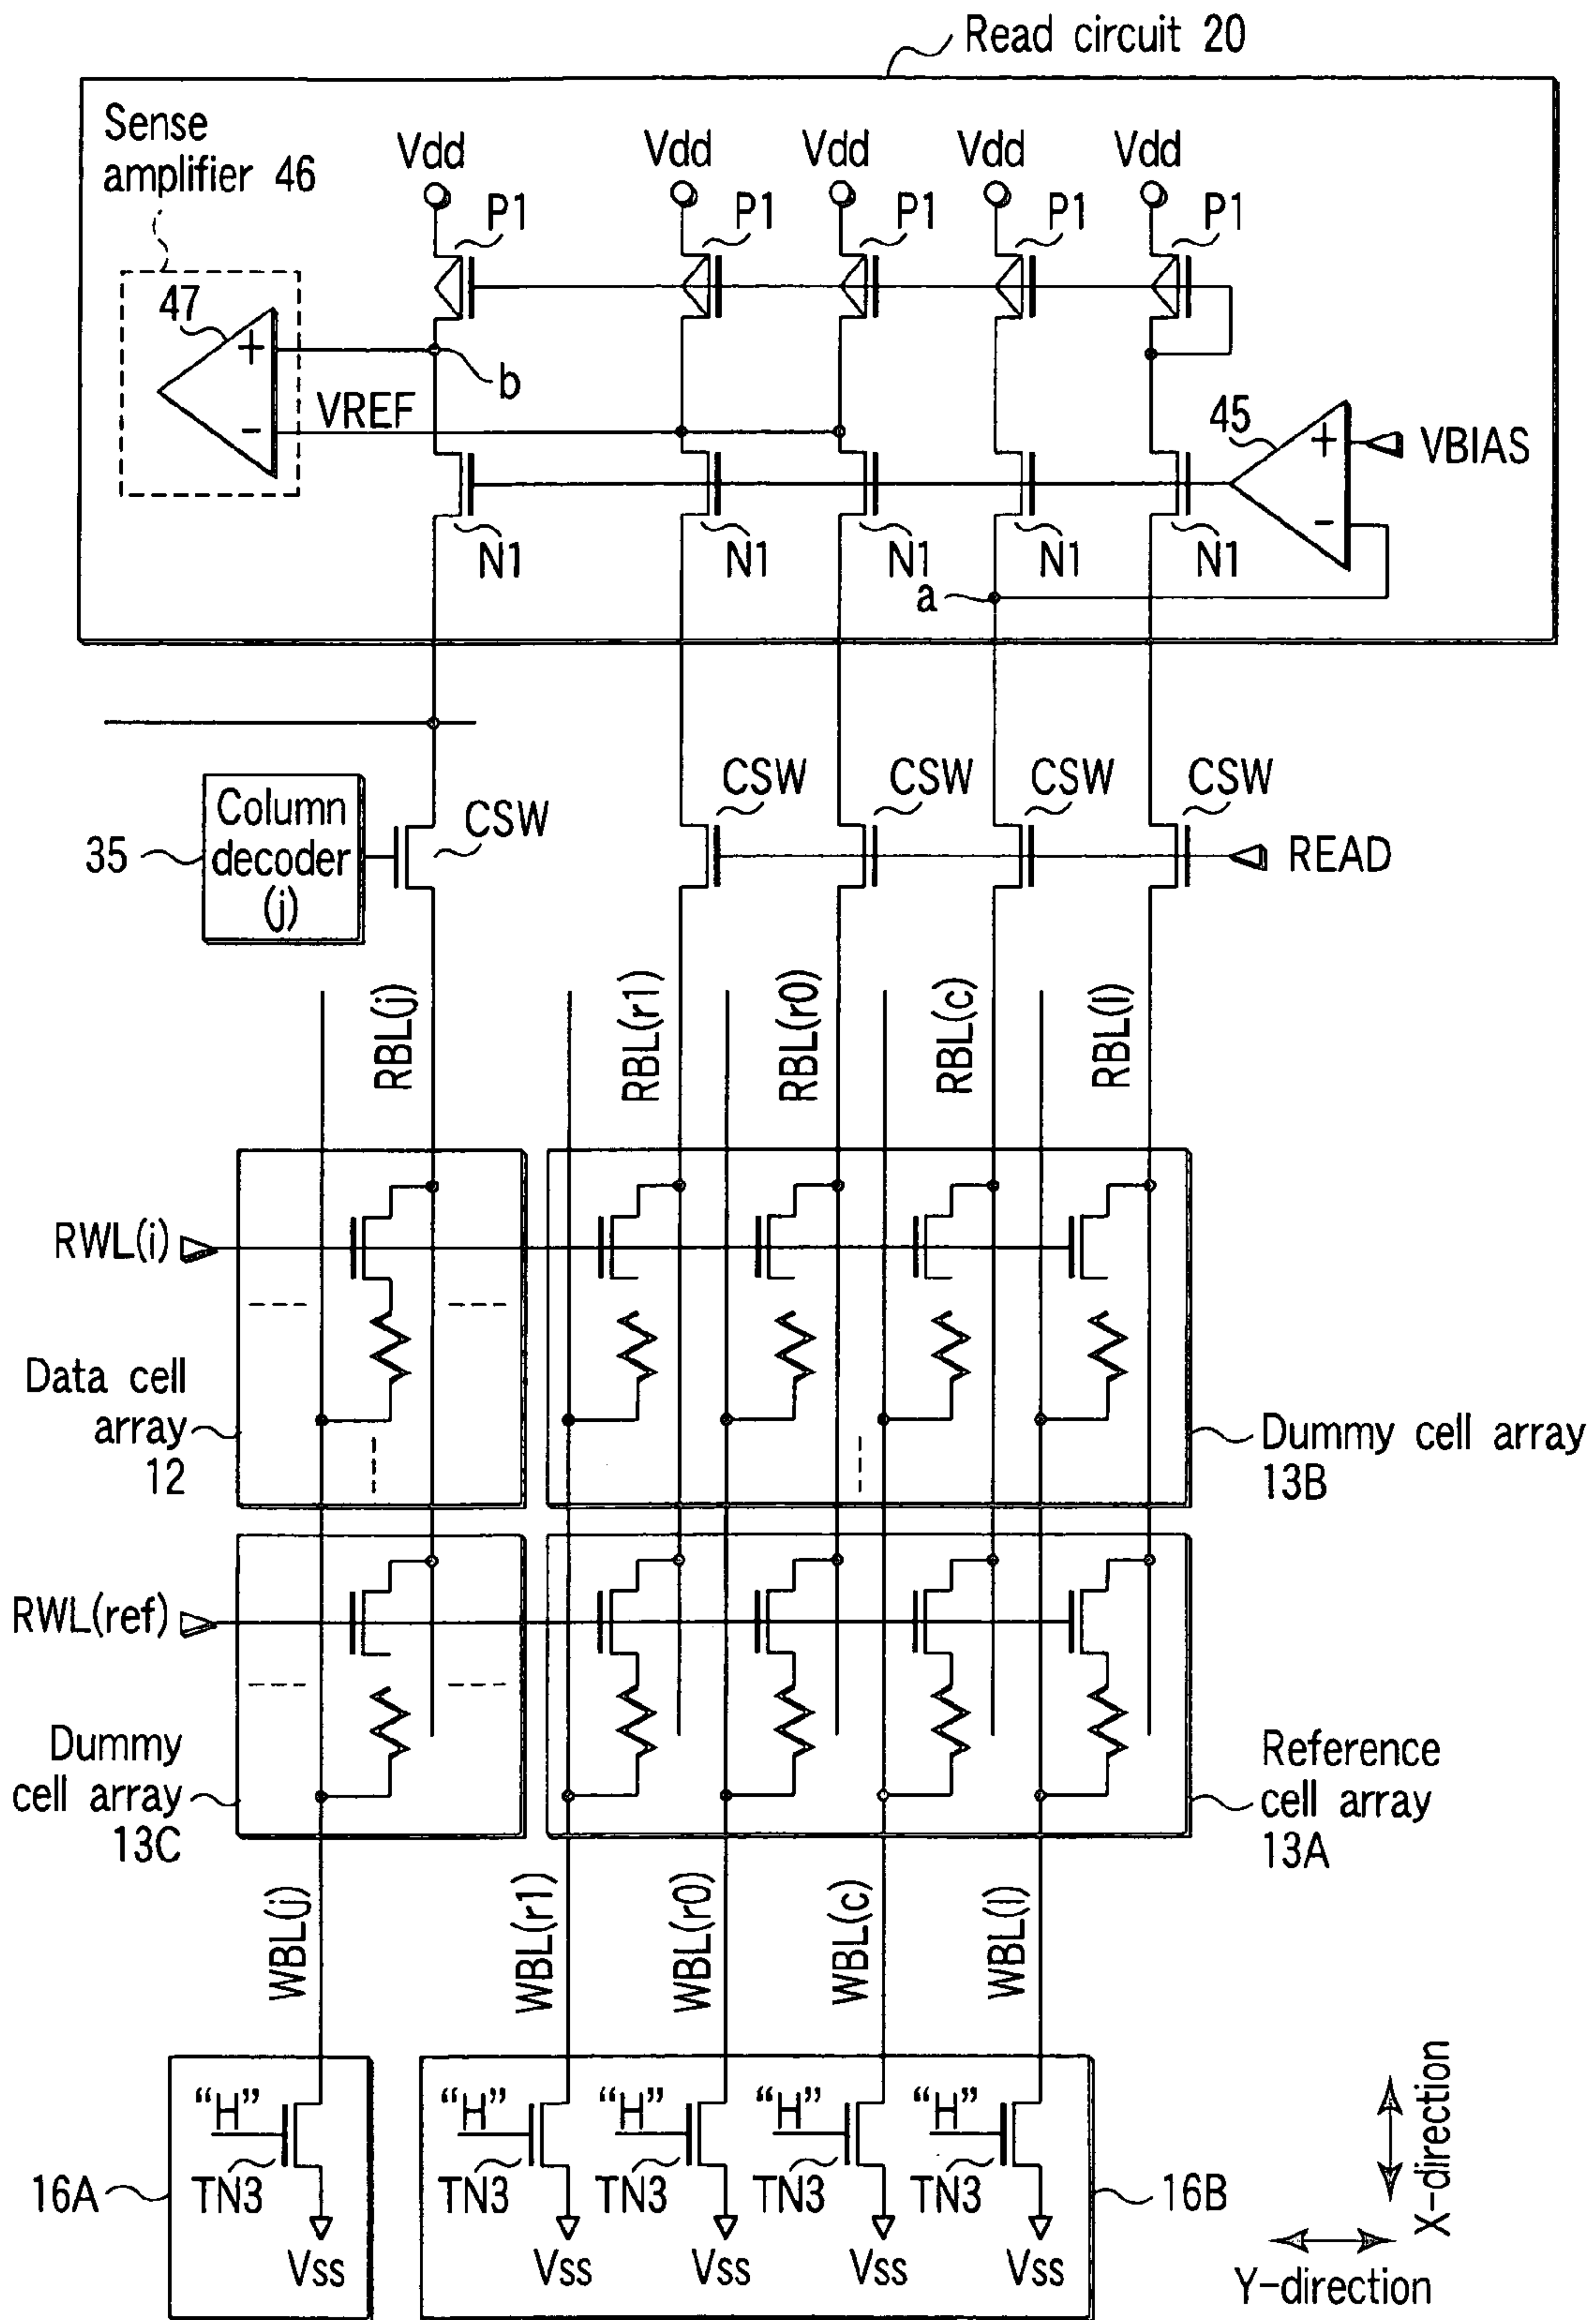 Read circuit 20
Sense
amplifier 46
Vdd
Vdd
Vdd
Vdd
Vdd
P1
P1
P1
P1
P1
47
+
-
b
VREF
45
+
-
VBIAS
N1
N1
N1
N1
N1
a
Column
decoder
(j)
35
CSW
CSW
CSW
CSW
CSW
READ
RBL(j)
RBL(r1)
RBL(r0)
RBL(c)
RBL(l)
RWL(i)
Data cell
array
12
Dummy cell array
13B
RWL(ref)
Dummy
cell array
13C
Reference
cell array
13A
WBL(j)
WBL(r1)
WBL(r0)
WBL(c)
WBL(l)
“H”
“H”
“H”
“H”
“H”
TN3
TN3
TN3
TN3
TN3
16A
16B
Vss
Vss
Vss
Vss
Vss
X-direction
Y-direction